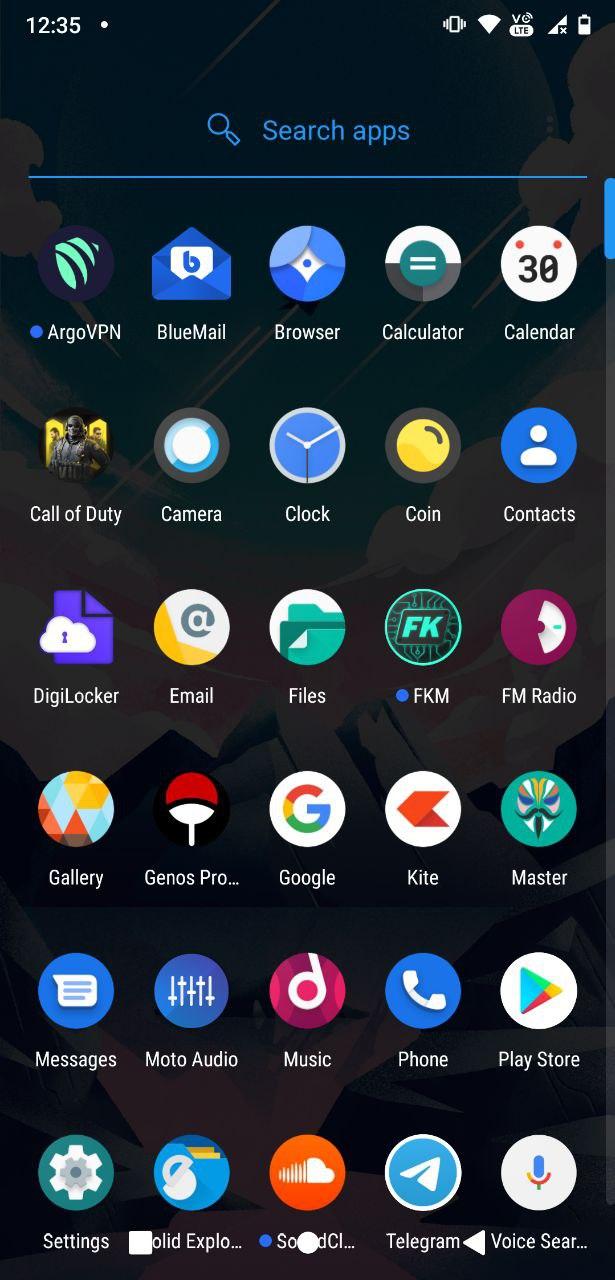 12:35
VO LTE
Search apps
30
ArgoVPN BlueMail Browser Calculator Calendar
Call of Duty Camera Clock Coin Contacts
FK
DigiLocker Email Files FKM FM Radio
Gallery Genos Pro... Google Kite Master
Messages Moto Audio Music Phone Play Store
Settings olid Explo... So dCl... Telegram Voice Sear...